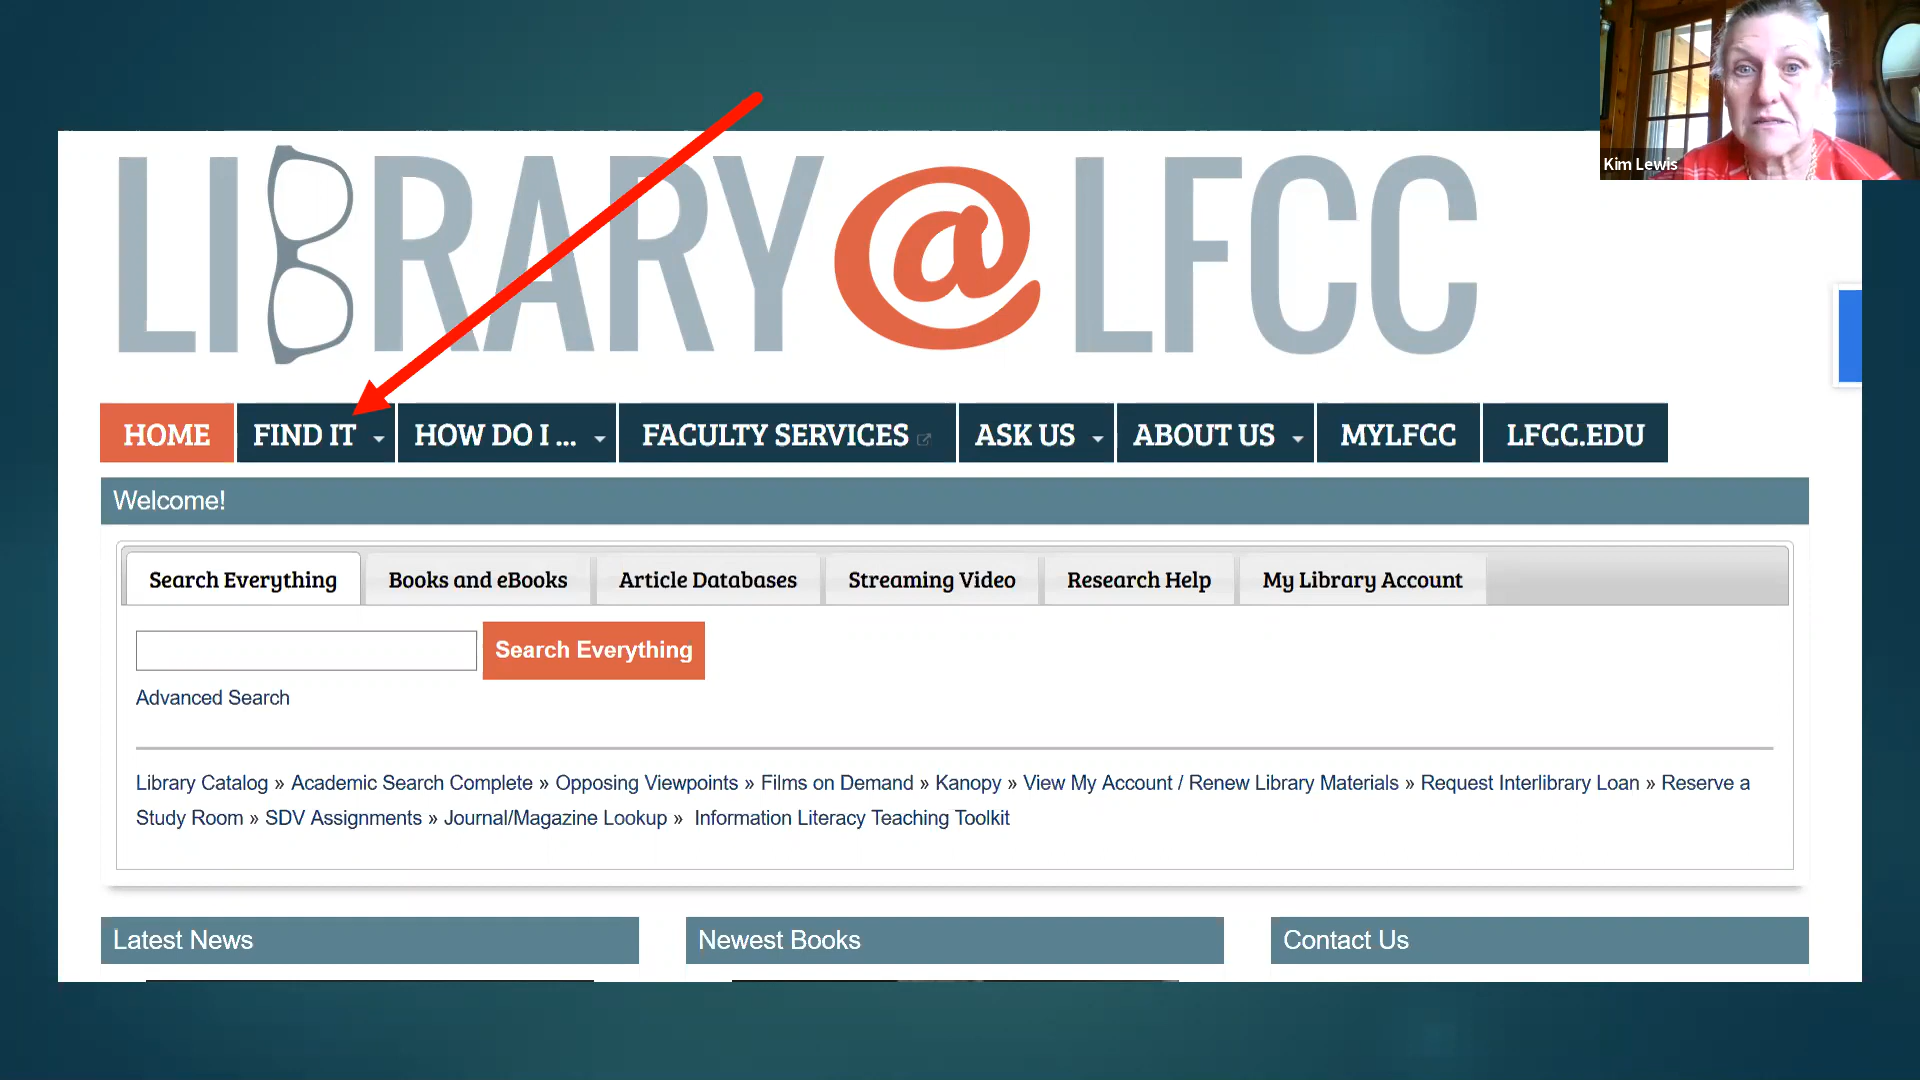 Kim Lewis
LIBRARY@LFCC
HOME FIND IT HOW DO I ... FACULTY SERVICES ASK US ABOUT US MYLFCC LFCC.EDU
Welcome!
Search Everything Books and eBooks Article Databases Streaming Video Research Help My Library Account
Search Everything
Advanced Search
Library Catalog » Academic Search Complete » Opposing Viewpoints » Films on Demand » Kanopy » View My Account / Renew Library Materials » Request Interlibrary Loan » Reserve a
Study Room » SDV Assignments » Journal/Magazine Lookup » Information Literacy Teaching Toolkit
Latest News Newest Books Contact Us